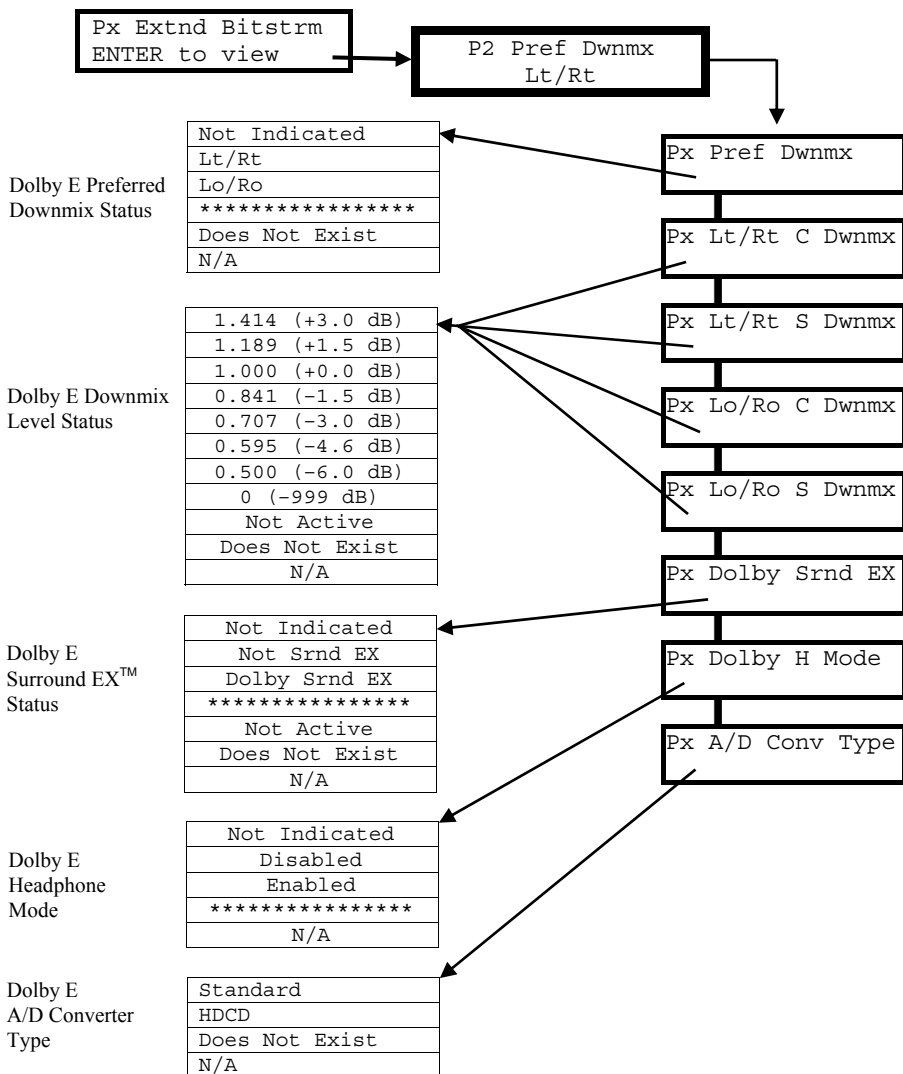 Px Extnd Bitstrm
ENTER to view
P2 Pref Dwnmx
Lt/Rt
Dolby E Preferred
Downmix Status
Not Indicated
Lt/Rt
Lo/Ro
*****************
Does Not Exist
N/A
Px Pref Dwnmx
Px Lt/Rt C Dwnmx
Px Lt/Rt S Dwnmx
Px Lo/Ro C Dwnmx
Px Lo/Ro S Dwnmx
Px Dolby Srnd EX
Px Dolby H Mode
Px A/D Conv Type
Dolby E Downmix
Level Status
1.414 (+3.0 dB)
1.189 (+1.5 dB)
1.000 (+0.0 dB)
0.841 (−1.5 dB)
0.707 (−3.0 dB)
0.595 (−4.6 dB)
0.500 (−6.0 dB)
0 (−999 dB)
Not Active
Does Not Exist
N/A
Dolby E
Surround EX™
Status
Not Indicated
Not Srnd EX
Dolby Srnd EX
****************
Not Active
Does Not Exist
N/A
Dolby E
Headphone
Mode
Not Indicated
Disabled
Enabled
****************
N/A
Dolby E
A/D Converter
Type
Standard
HDCD
Does Not Exist
N/A